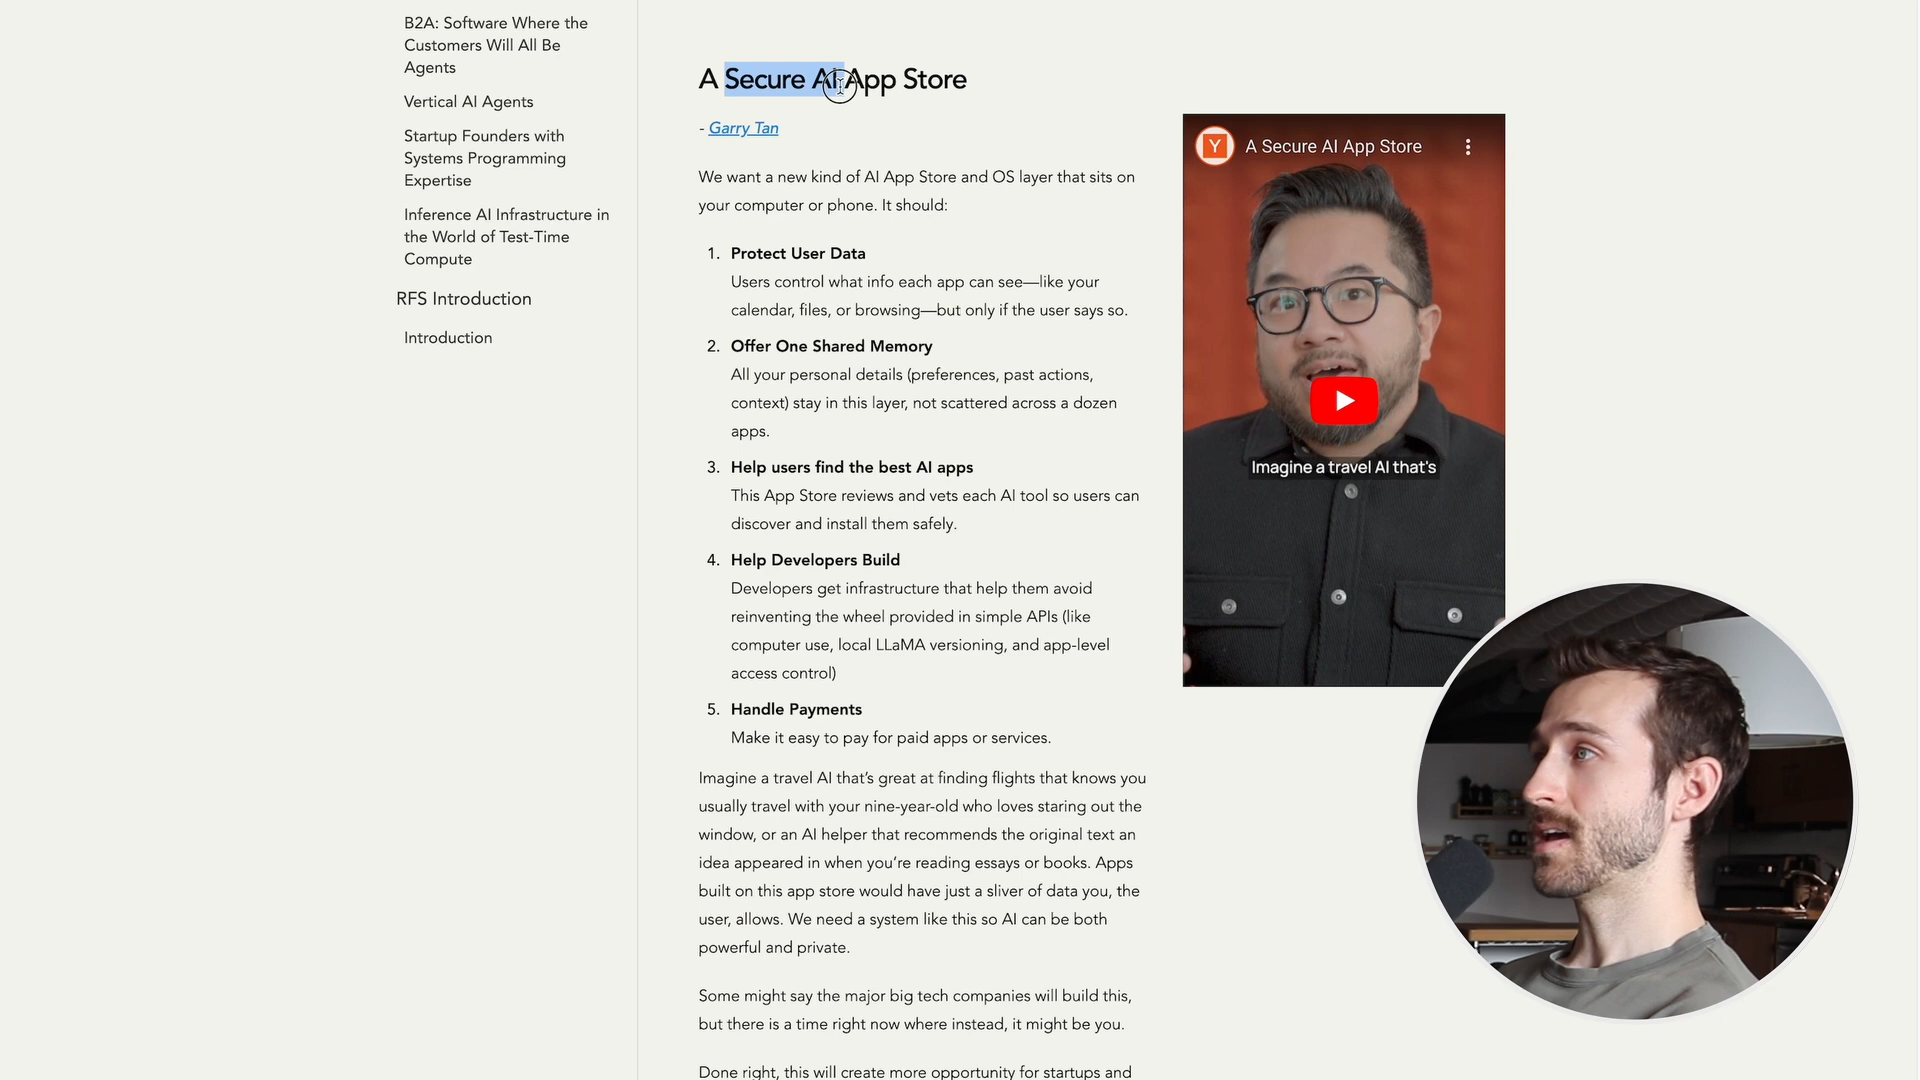 B2A: Software Where the
Customers Will All Be
Agents
Vertical AI Agents
Startup Founders with
Systems Programming
Expertise
Inference AI Infrastructure in
the World of Test-Time
Compute
RFS Introduction
Introduction
A Secure AI App Store
- Garry Tan
We want a new kind of AI App Store and OS layer that sits on
your computer or phone. It should:
1. Protect User Data
Users control what info each app can see—like your
calendar, files, or browsing—but only if the user says so.
2. Offer One Shared Memory
All your personal details (preferences, past actions,
context) stay in this layer, not scattered across a dozen
apps.
3. Help users find the best AI apps
This App Store reviews and vets each AI tool so users can
discover and install them safely.
4. Help Developers Build
Developers get infrastructure that help them avoid
reinventing the wheel provided in simple APIs (like
computer use, local LLaMA versioning, and app-level
access control)
5. Handle Payments
Make it easy to pay for paid apps or services.
Imagine a travel AI that's great at finding flights that knows you
usually travel with your nine-year-old who loves staring out the
window, or an AI helper that recommends the original text an
idea appeared in when you're reading essays or books. Apps
built on this app store would have just a sliver of data you, the
user, allows. We need a system like this so AI can be both
powerful and private.
Some might say the major big tech companies will build this,
but there is a time right now where instead, it might be you.
Done right, this will create more opportunity for startups and
Y
A Secure AI App Store
Imagine a travel AI that's